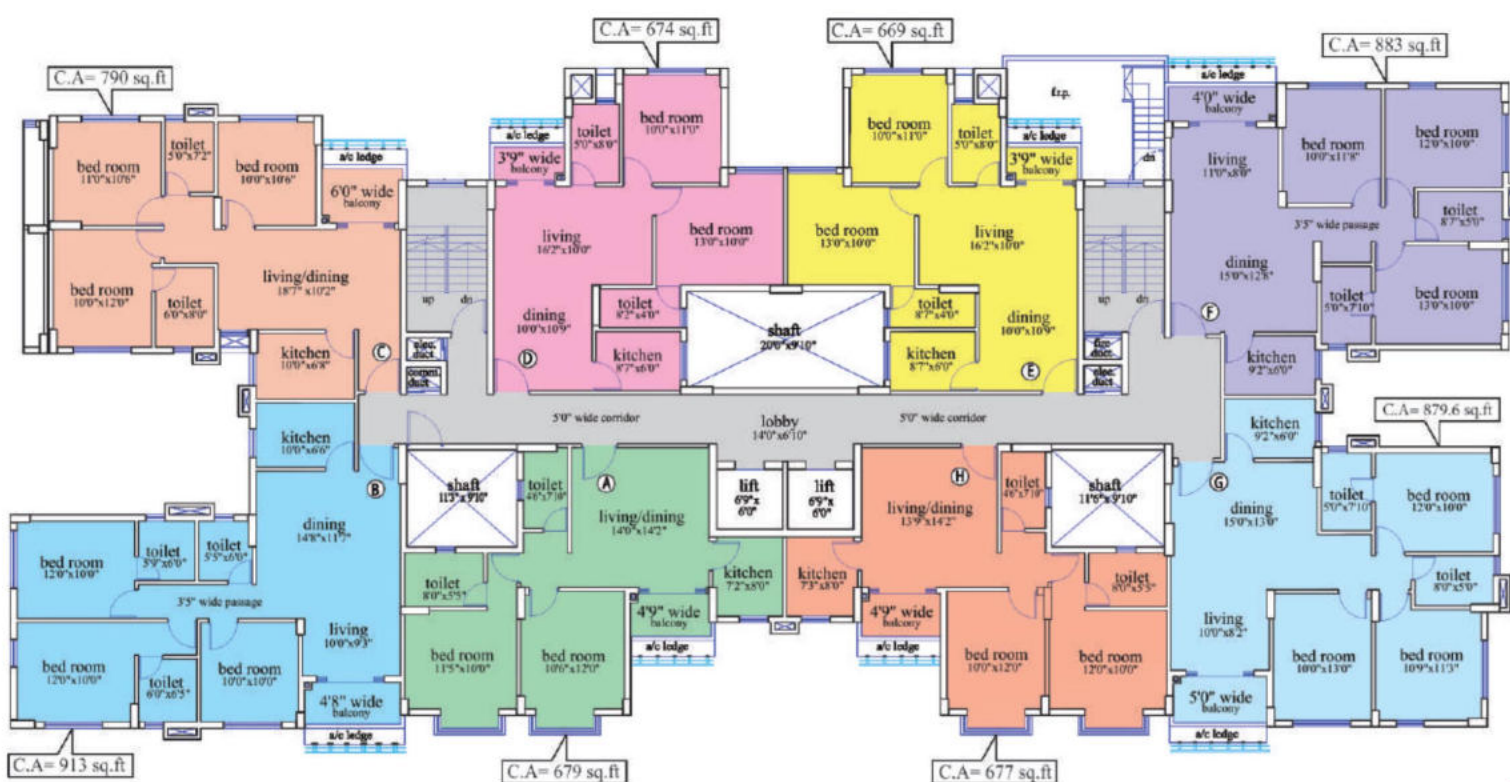 C.A= 790 sq.ft
C.A= 674 sq.ft
C.A= 669 sq.ft
C.A= 883 sq.ft
bed room
11'0"x10'6"
toilet
5'0"x7'2"
bed room
10'0"x10'6"
a/c ledge
6'0" wide
balcony
bed room
10'0"x12'0"
toilet
6'0"x8'0"
living/dining
18'7"x10'2"
kitchen
10'0"x6'8"
C
up
dn
elec.
duct
comm.
duct
a/c ledge
3'9" wide
balcony
toilet
5'0"x8'0"
bed room
10'0"x11'0"
living
16'2"x10'0"
bed room
13'0"x10'0"
dining
10'0"x10'9"
toilet
8'2"x4'0"
kitchen
8'7"x6'0"
D
shaft
20'0"x9'10"
bed room
10'0"x11'0"
toilet
5'0"x8'0"
a/c ledge
3'9" wide
balcony
bed room
13'0"x10'0"
living
16'2"x10'0"
toilet
8'7"x4'0"
kitchen
8'7"x6'0"
dining
10'0"x10'9"
E
f.r.p.
dn
up
dn
fire
duct
elec.
duct
a/c ledge
4'0" wide
balcony
living
11'0"x8'0"
bed room
10'0"x11'8"
bed room
12'0"x10'0"
toilet
8'7"x5'0"
3'5" wide passage
dining
15'0"x12'8"
toilet
5'0"x7'10"
bed room
13'0"x10'0"
F
kitchen
9'2"x6'0"
5'0" wide corridor
lobby
14'0"x6'10"
5'0" wide corridor
C.A= 879.6 sq.ft
kitchen
10'0"x6'6"
B
dining
14'8"x11'7"
bed room
12'0"x10'0"
toilet
5'9"x6'0"
toilet
5'5"x6'0"
3'5" wide passage
living
10'0"x9'3"
bed room
12'0"x10'0"
toilet
6'0"x6'5"
bed room
10'0"x10'0"
4'8" wide
balcony
a/c ledge
shaft
11'3"x9'10"
toilet
4'6"x7'10"
A
living/dining
14'0"x14'2"
toilet
8'0"x5'5"
kitchen
7'2"x8'0"
4'9" wide
balcony
a/c ledge
bed room
11'5"x10'0"
bed room
10'6"x12'0"
lift
6'9"x
6'0"
lift
6'9"x
6'0"
H
living/dining
13'9"x14'2"
toilet
4'6"x7'10"
shaft
11'6"x9'10"
kitchen
7'3"x8'0"
4'9" wide
balcony
a/c ledge
toilet
bed room
10'0"x12'0"
bed room
12'0"x10'0"
kitchen
9'2"x6'0"
G
dining
15'0"x13'0"
toilet
5'0"x7'10"
bed room
12'0"x10'0"
toilet
8'0"x5'0"
living
10'0"x8'2"
bed room
10'0"x13'0"
bed room
10'9"x11'3"
5'0" wide
balcony
a/c ledge
C.A= 913 sq.ft
C.A= 679 sq.ft
C.A= 677 sq.ft